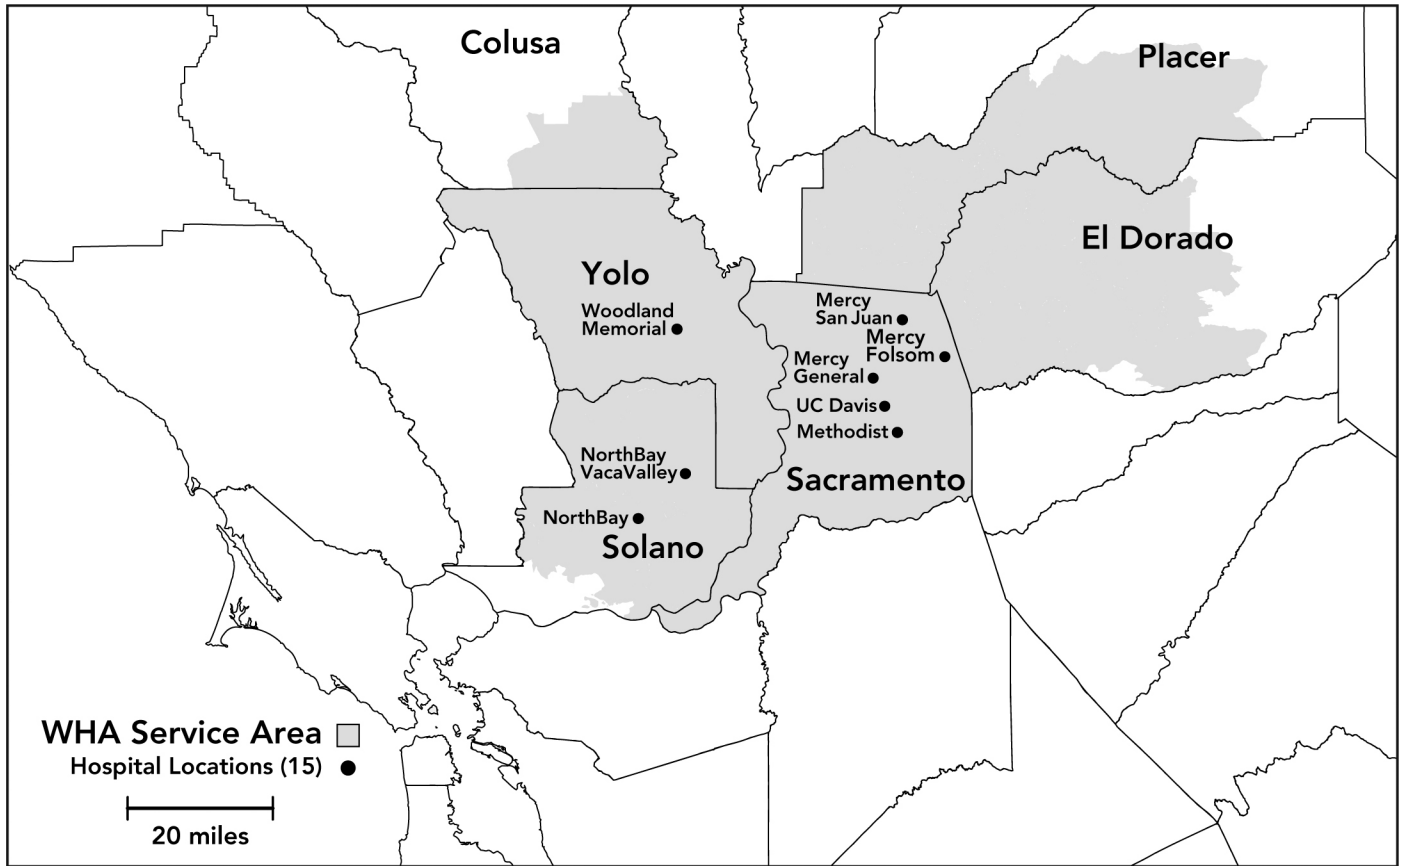 Colusa
Placer
El Dorado
Yolo
Woodland
Memorial
Mercy
San Juan
Mercy
Folsom
Mercy
General
UC Davis
Methodist
NorthBay
VacaValley
Sacramento
NorthBay
Solano
WHA Service Area
Hospital Locations (15)
20 miles